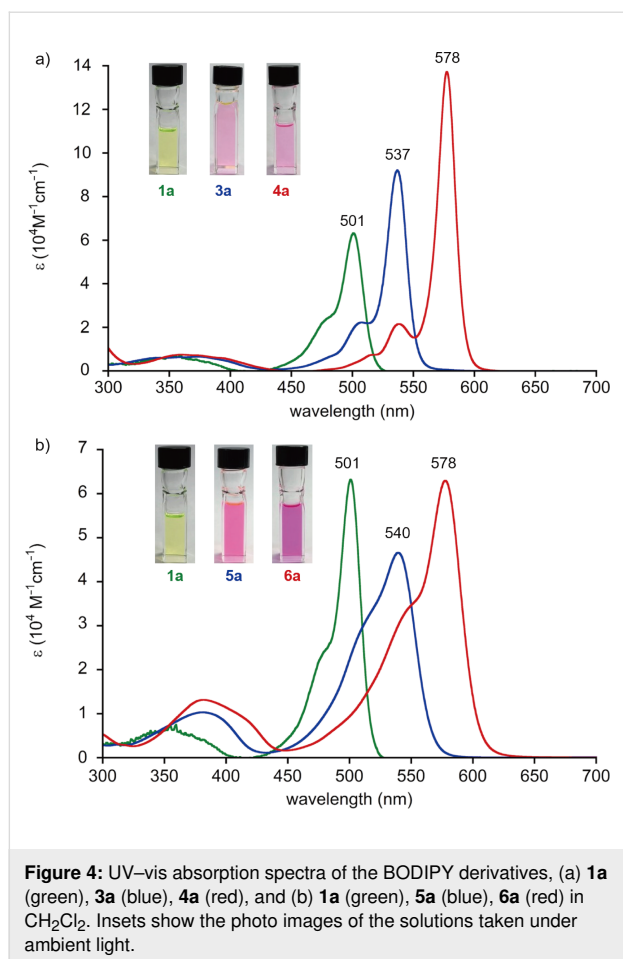 a)
14
12
10
8
6
4
2
0
ε (10⁴M⁻¹cm⁻¹)
1a 3a 4a
501
537
578
300 350 400 450 500 550 600 650 700
wavelength (nm)
b)
7
6
5
4
3
2
1
0
ε (10⁴ M⁻¹cm⁻¹)
1a 5a 6a
501
540
578
300 350 400 450 500 550 600 650 700
wavelength (nm)
Figure 4: UV–vis absorption spectra of the BODIPY derivatives, (a) 1a
(green), 3a (blue), 4a (red), and (b) 1a (green), 5a (blue), 6a (red) in
CH₂Cl₂. Insets show the photo images of the solutions taken under
ambient light.